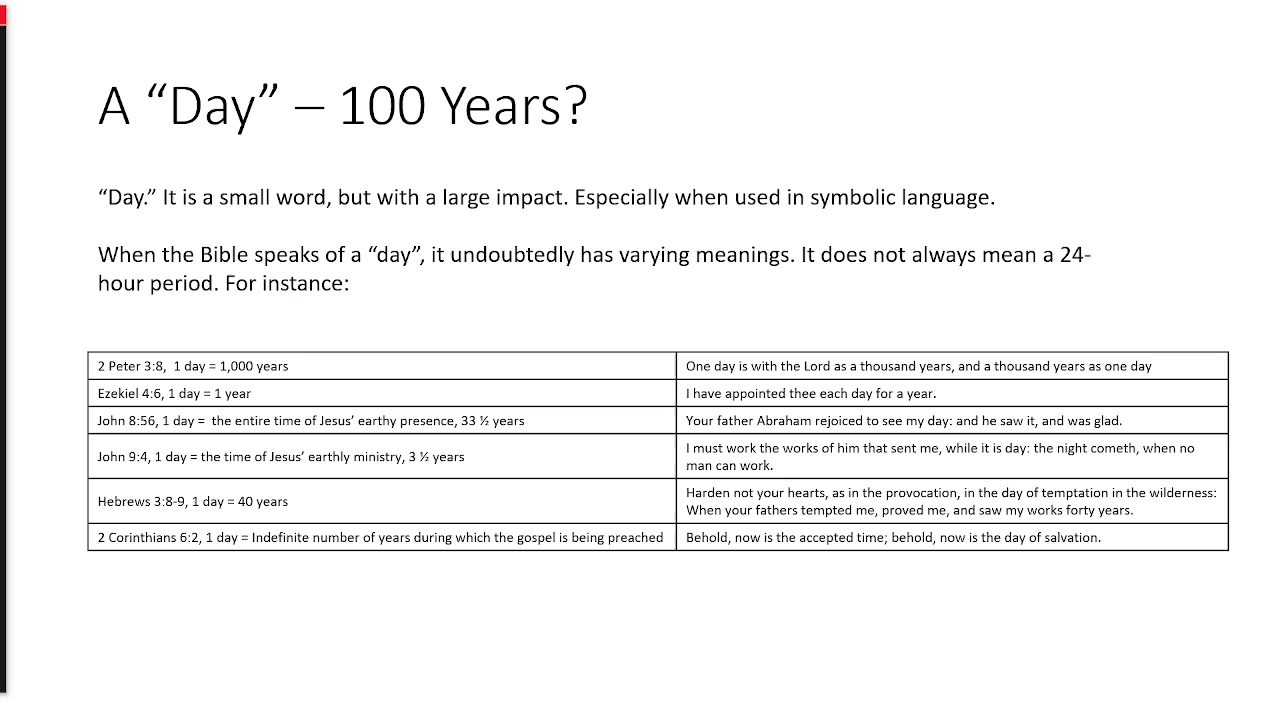 A “Day” – 100 Years?
“Day.” It is a small word, but with a large impact. Especially when used in symbolic language.
When the Bible speaks of a “day”, it undoubtedly has varying meanings. It does not always mean a 24-
hour period. For instance:
2 Peter 3:8,  1 day = 1,000 years
One day is with the Lord as a thousand years, and a thousand years as one day
Ezekiel 4:6, 1 day = 1 year
I have appointed thee each day for a year.
John 8:56, 1 day =  the entire time of Jesus’ earthy presence, 33 ½ years
Your father Abraham rejoiced to see my day: and he saw it, and was glad.
John 9:4, 1 day = the time of Jesus’ earthly ministry, 3 ½ years
I must work the works of him that sent me, while it is day: the night cometh, when no
man can work.
Hebrews 3:8-9, 1 day = 40 years
Harden not your hearts, as in the provocation, in the day of temptation in the wilderness:
When your fathers tempted me, proved me, and saw my works forty years.
2 Corinthians 6:2, 1 day = Indefinite number of years during which the gospel is being preached
Behold, now is the accepted time; behold, now is the day of salvation.